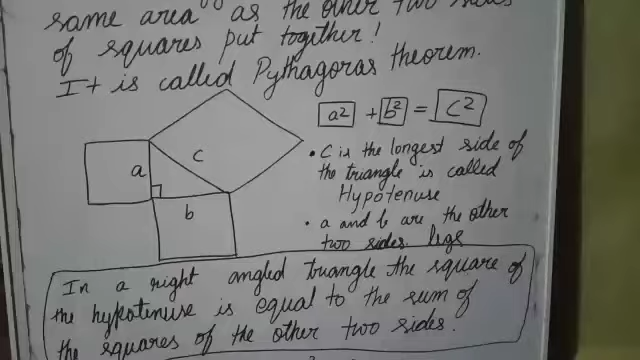 same area as the other two sides
of squares put together!
It is called Pythagoras theorem.
a² + b² = c²
a
c
b
• C is the longest side of
the triangle is called
Hypotenuse
• a and b are the other
two sides. legs
In a right angled triangle the square of
the hypotenuse is equal to the sum of
the squares of the other two sides.